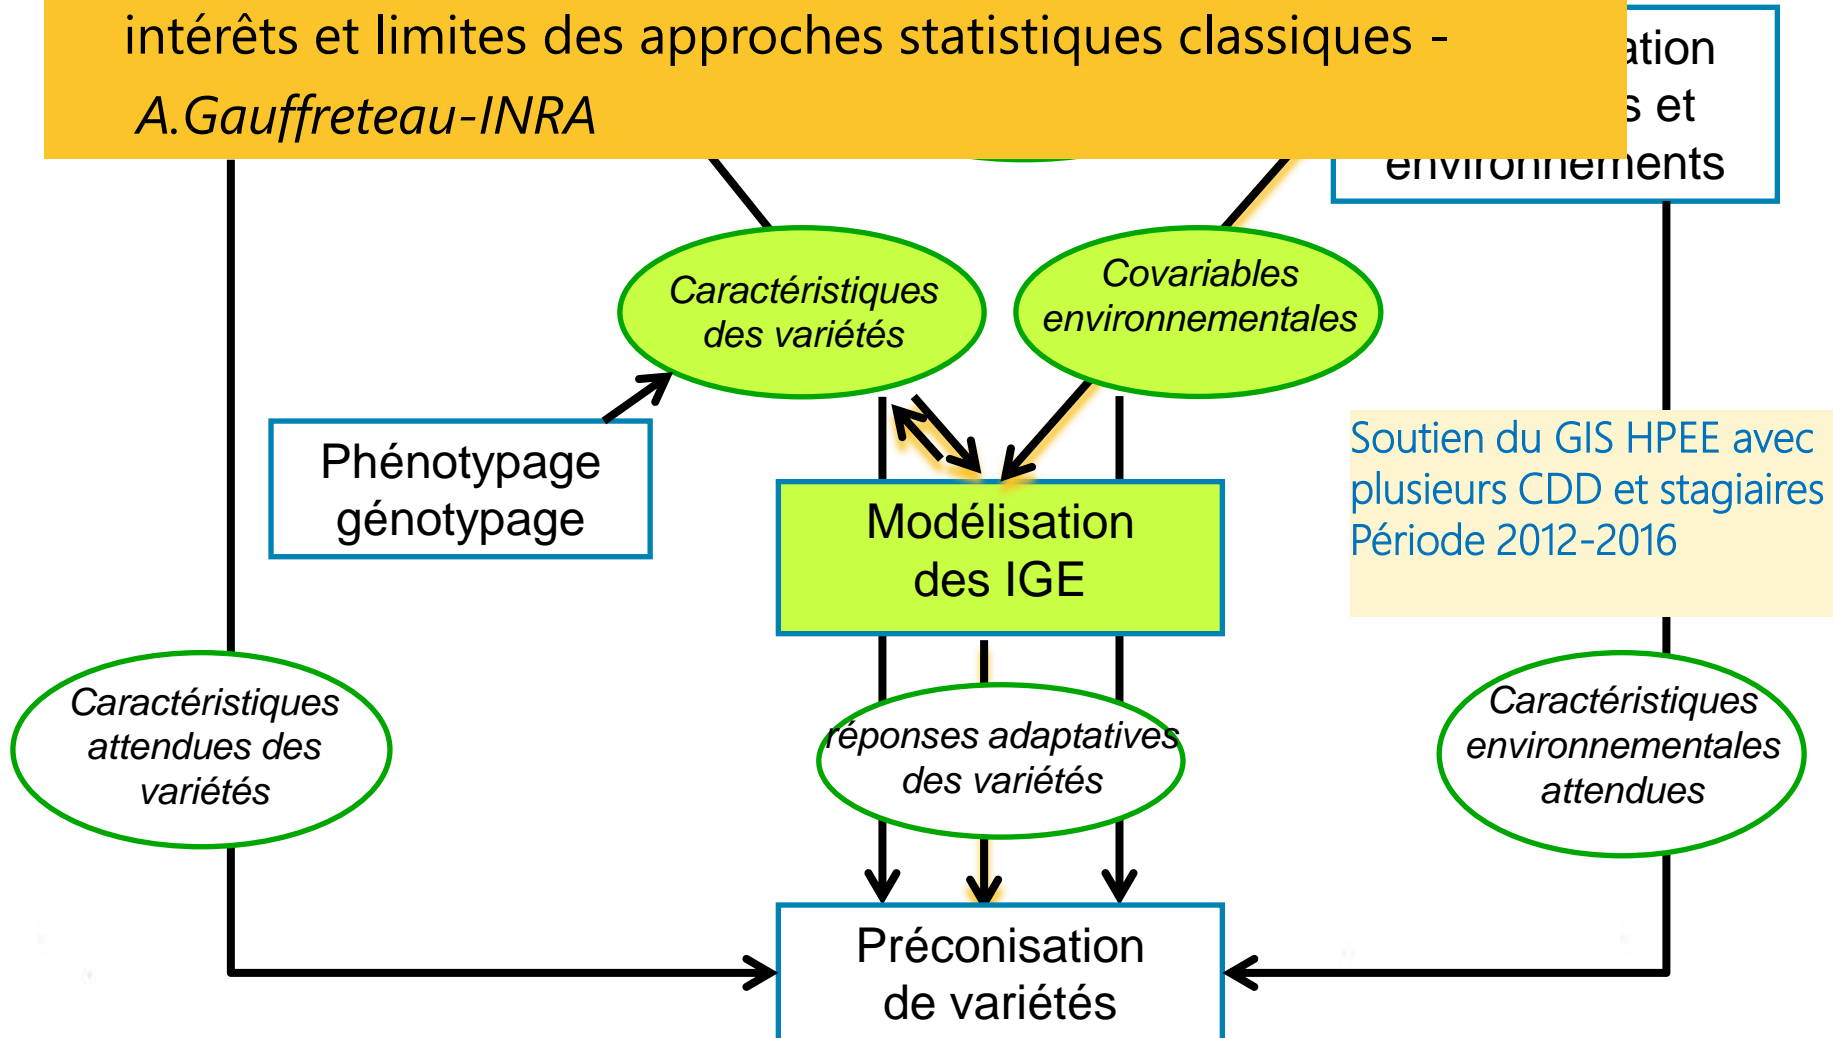 intérêts et limites des approches statistiques classiques -
A.Gauffreteau-INRA
et
environnements
Caractéristiques
des variétés
Covariables
environnementales
Phénotypage
génotypage
Modélisation
des IGE
Soutien du GIS HPEE avec
plusieurs CDD et stagiaires
Période 2012-2016
Caractéristiques
attendues des
variétés
réponses adaptatives
des variétés
Caractéristiques
environnementales
attendues
Préconisation
de variétés